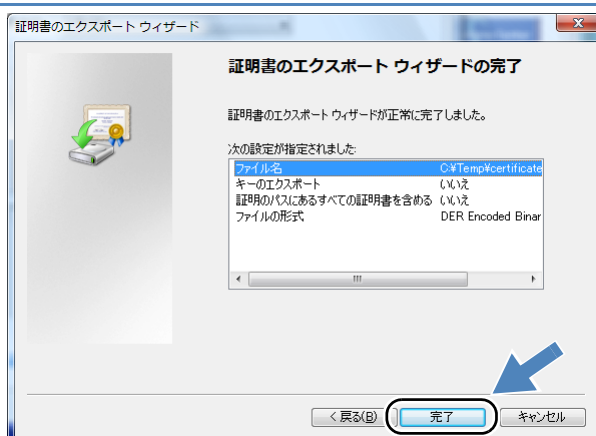 証明書のエクスポート ウィザード
証明書のエクスポート ウィザードの完了
証明書のエクスポート ウィザードが正常に完了しました。
次の設定が指定されました:
ファイル名 C:¥Temp¥certificate
キーのエクスポート いいえ
証明のパスにあるすべての証明書を含める いいえ
ファイルの形式 DER Encoded Binar
< 戻る(B) 完了 キャンセル